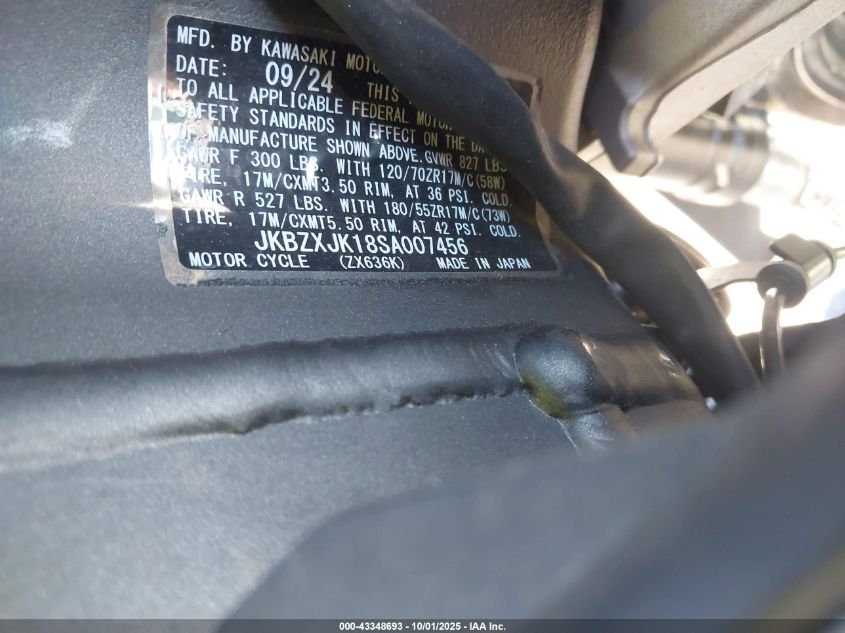 MFD. BY KAWASAKI
DATE: 09/24 THIS
TO ALL APPLICABLE FEDERAL MOTOR
SAFETY STANDARDS IN EFFECT ON THE
OF MANUFACTURE SHOWN ABOVE. GVWR 827 LBS
GAWR F 300 LBS. WITH 120/70ZR17M/C(58W)
TIRE, 17M/CXMT3.50 RIM, AT 36 PSI. COLD.
GAWR R 527 LBS. WITH 180/55ZR17M/C(73W)
TIRE, 17M/CXMT5.50 RIM, AT 42 PSI. COLD.
JKBZXJK18SA007456
MOTOR CYCLE (ZX636K) MADE IN JAPAN
000-43348693 - 10/01/2025 - IAA Inc.